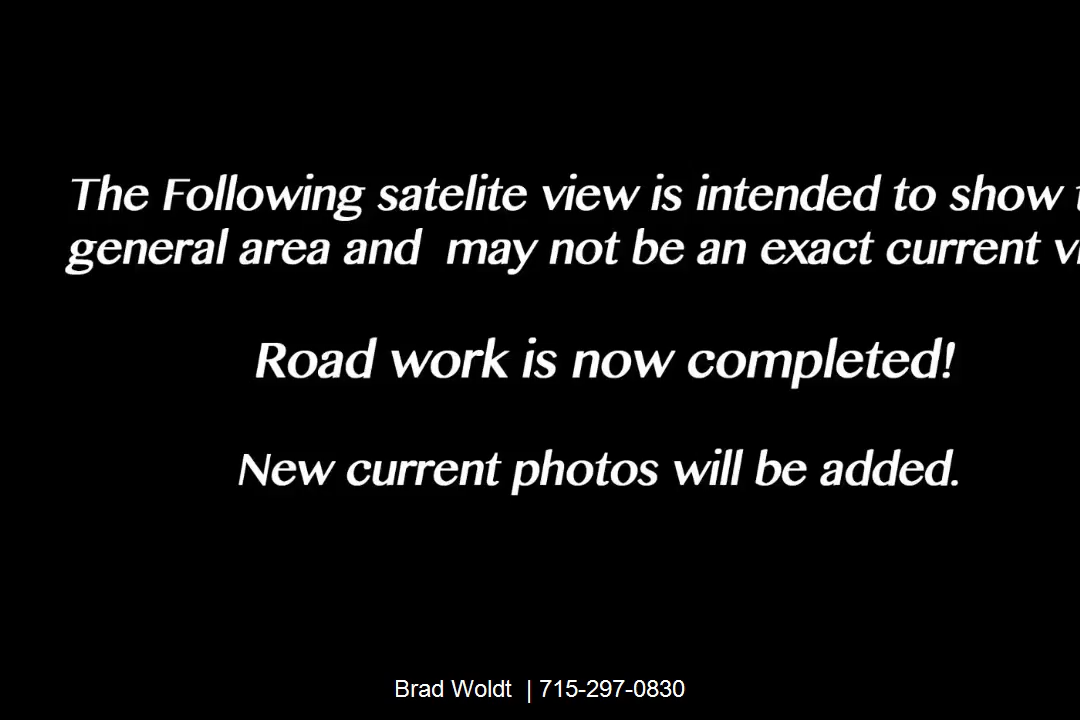 The Following satelite view is intended to show
general area and may not be an exact current
Road work is now completed!
New current photos will be added.
Brad Woldt | 715-297-0830